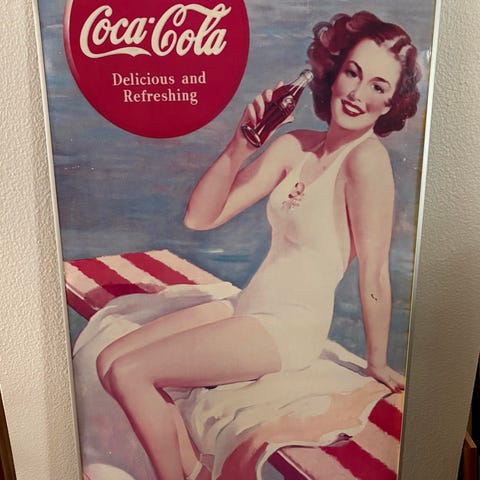 Coca-Cola
Delicious and
Refreshing